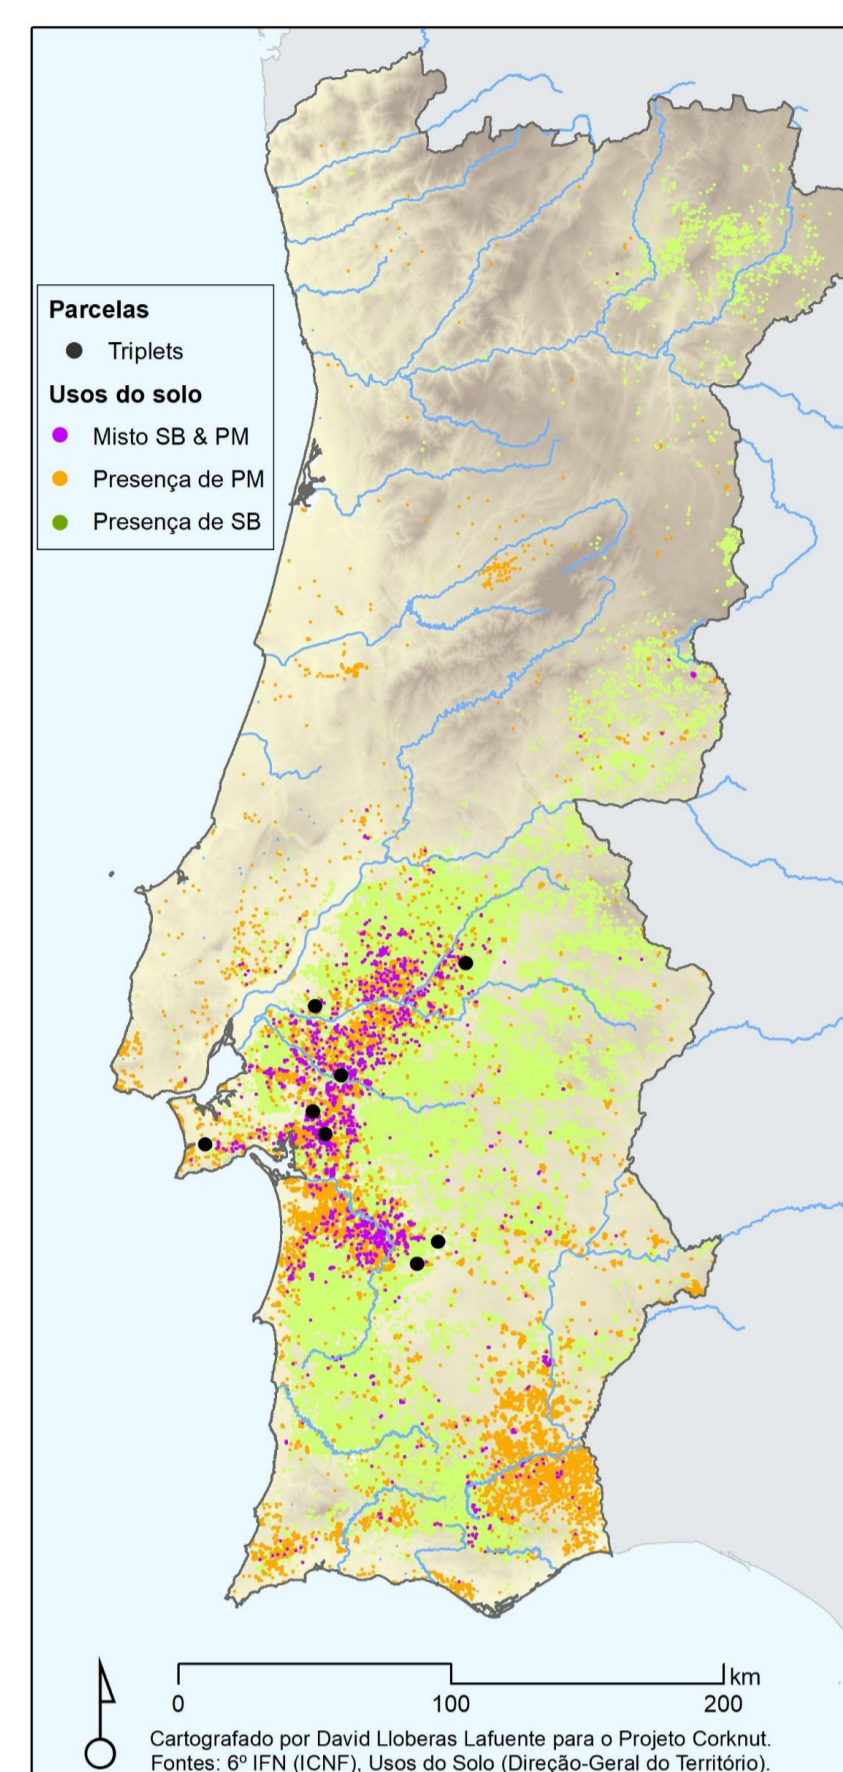 Parcelas
Triplets
Usos do solo
Misto SB & PM
Presença de PM
Presença de SB
km
0 100 200
Cartografado por David Lloberas Lafuente para o Projeto Corknut.
Fontes: 6º IFN (ICNF), Usos do Solo (Direção-Geral do Território).